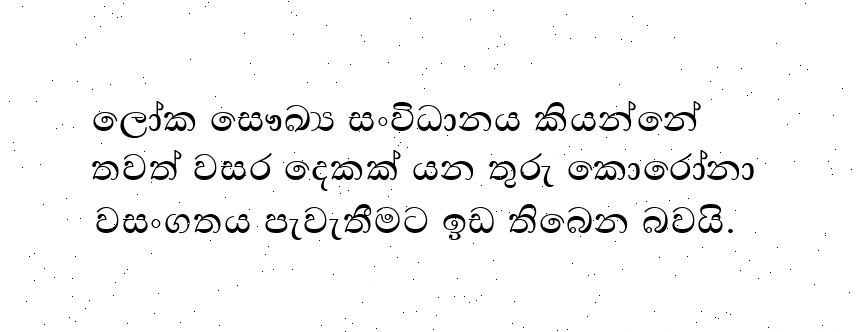 ලෝක සෞඛ්‍ය සංවිධානය කියන්නේ
තවත් වසර දෙකක් යන තුරු කොරෝනා
වසංගතය පැවැතීමට ඉඩ තිබෙන බවයි.